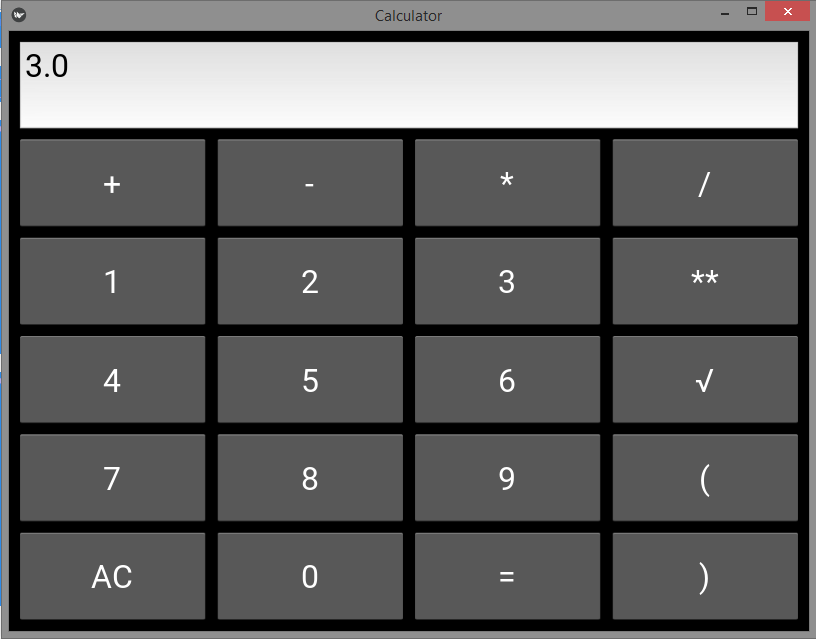 Calculator
3.0
+ - * /
1 2 3 **
4 5 6 √
7 8 9 (
AC 0 = )